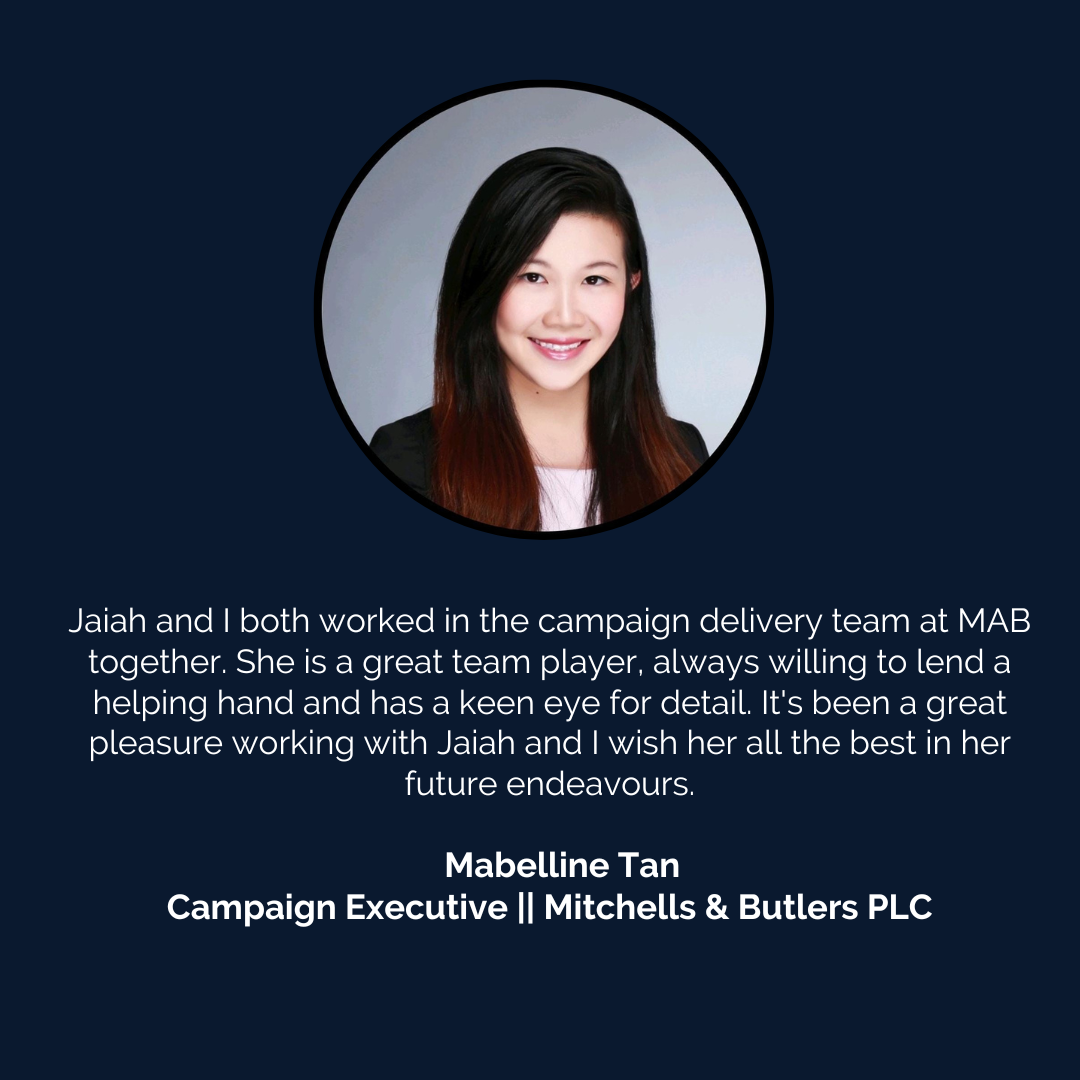 Jaiah and I both worked in the campaign delivery team at MAB
together. She is a great team player, always willing to lend a
helping hand and has a keen eye for detail. It's been a great
pleasure working with Jaiah and I wish her all the best in her
future endeavours.
Mabelline Tan
Campaign Executive || Mitchells & Butlers PLC